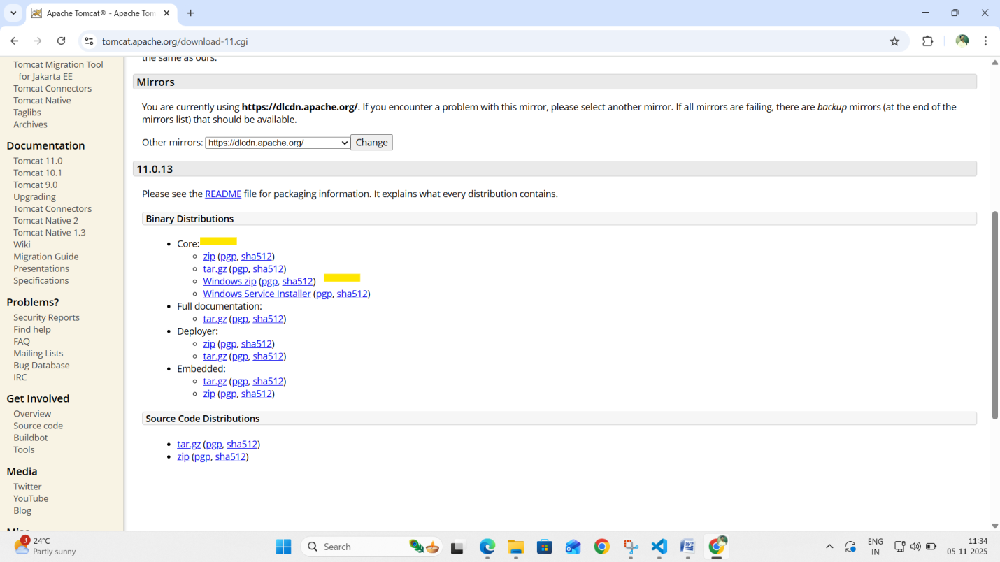 Apache Tomcat® - Apache Tom
tomcat.apache.org/download-11.cgi
Tomcat Migration Tool
for Jakarta EE
Tomcat Connectors
Tomcat Native
Taglibs
Archives
Documentation
Tomcat 11.0
Tomcat 10.1
Tomcat 9.0
Upgrading
Tomcat Connectors
Tomcat Native 2
Tomcat Native 1.3
Wiki
Migration Guide
Presentations
Specifications
Problems?
Security Reports
Find help
FAQ
Mailing Lists
Bug Database
IRC
Get Involved
Overview
Source code
Buildbot
Tools
Media
Twitter
YouTube
Blog
Misc
the same as ours.
Mirrors
You are currently using https://dlcdn.apache.org/. If you encounter a problem with this mirror, please select another mirror. If all mirrors are failing, there are backup mirrors (at the end of the
mirrors list) that should be available.
Other mirrors: https://dlcdn.apache.org/ Change
11.0.13
Please see the README file for packaging information. It explains what every distribution contains.
Binary Distributions
• Core:
◦ zip (pgp, sha512)
◦ tar.gz (pgp, sha512)
◦ Windows zip (pgp, sha512)
◦ Windows Service Installer (pgp, sha512)
• Full documentation:
◦ tar.gz (pgp, sha512)
• Deployer:
◦ zip (pgp, sha512)
◦ tar.gz (pgp, sha512)
• Embedded:
◦ tar.gz (pgp, sha512)
◦ zip (pgp, sha512)
Source Code Distributions
• tar.gz (pgp, sha512)
• zip (pgp, sha512)
3
24°C
Partly sunny
Search
ENG
IN
11:34
05-11-2025